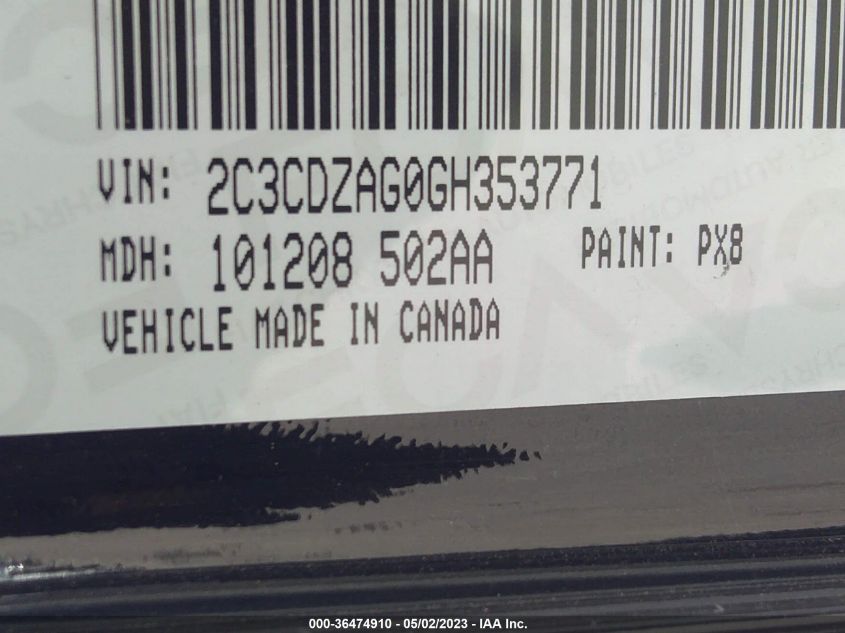 VIN: 2C3CDZAG0GH353771
MDH: 101208 502AA PAINT: PX8
VEHICLE MADE IN CANADA
000-36474910 - 05/02/2023 - IAA Inc.